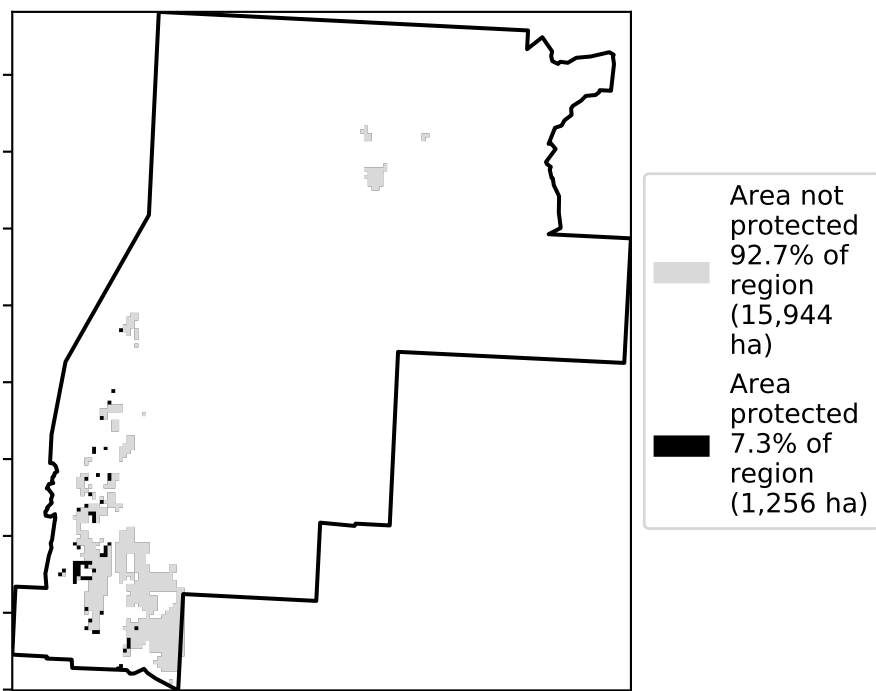 Area not
protected
92.7% of
region
(15,944
ha)
Area
protected
7.3% of
region
(1,256 ha)